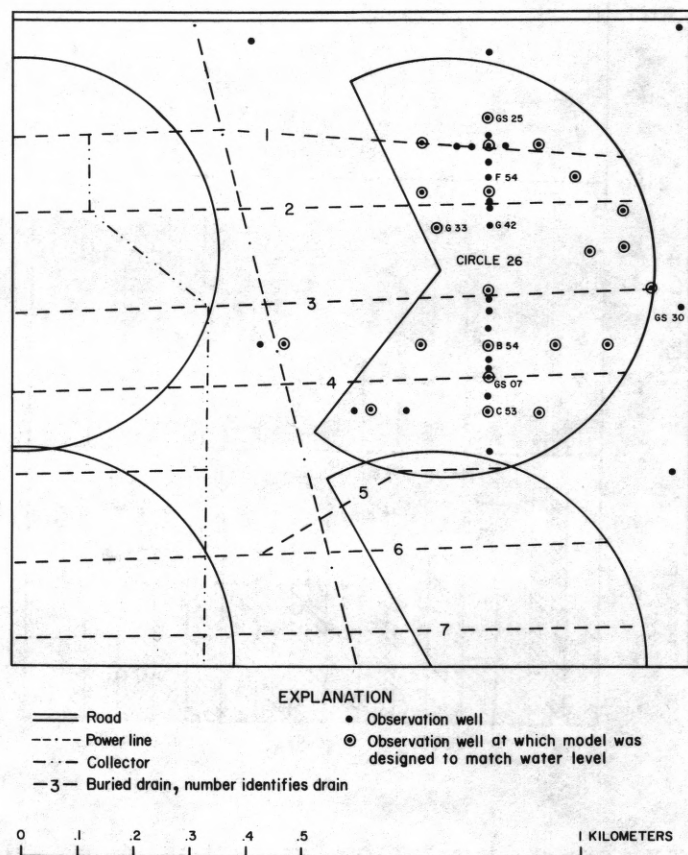 1
GS 25
F 54
2
G 33
G 42
CIRCLE 26
3
GS 30
B 54
4
GS 07
C 53
5
6
7
EXPLANATION
Road
Power line
Collector
3 Buried drain, number identifies drain
Observation well
Observation well at which model was
designed to match water level
0 .1 .2 .3 .5 1 KILOMETERS